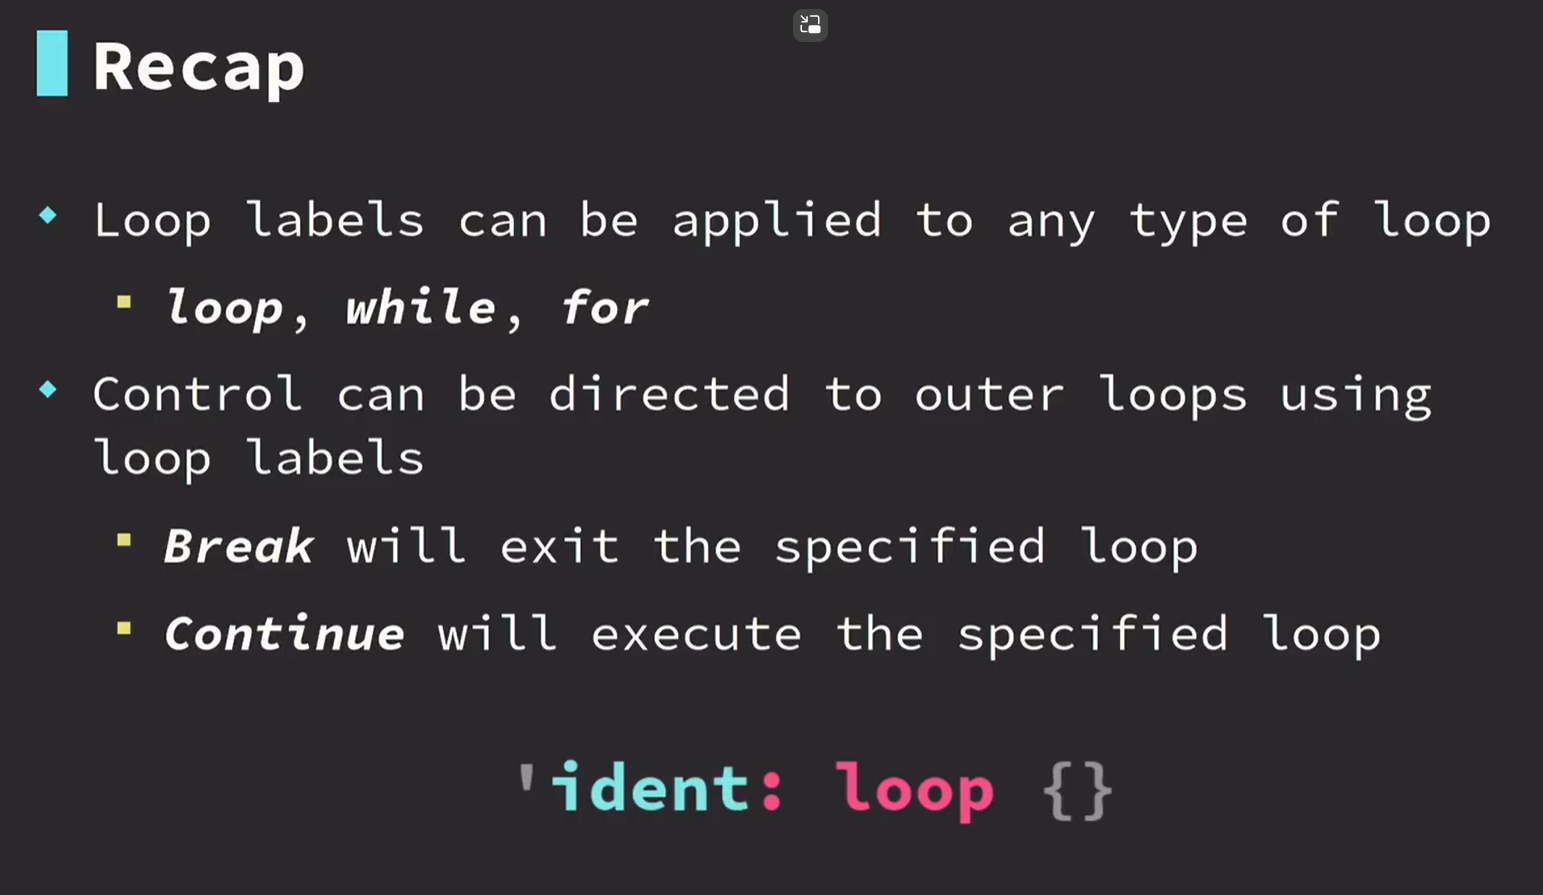 Recap
Loop labels can be applied to any type of loop
loop, while, for
Control can be directed to outer loops using
loop labels
Break will exit the specified loop
Continue will execute the specified loop
'ident: loop {}